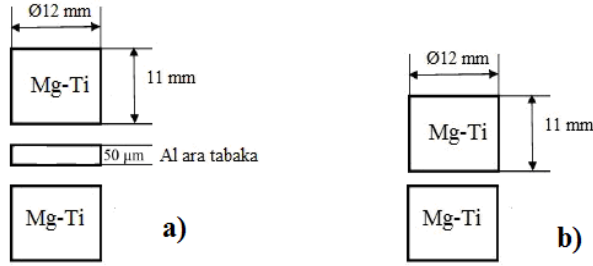 Ø12 mm
Mg-Ti
11 mm
50 µm
Al ara tabaka
Mg-Ti
a)
Ø12 mm
Mg-Ti
11 mm
Mg-Ti
b)